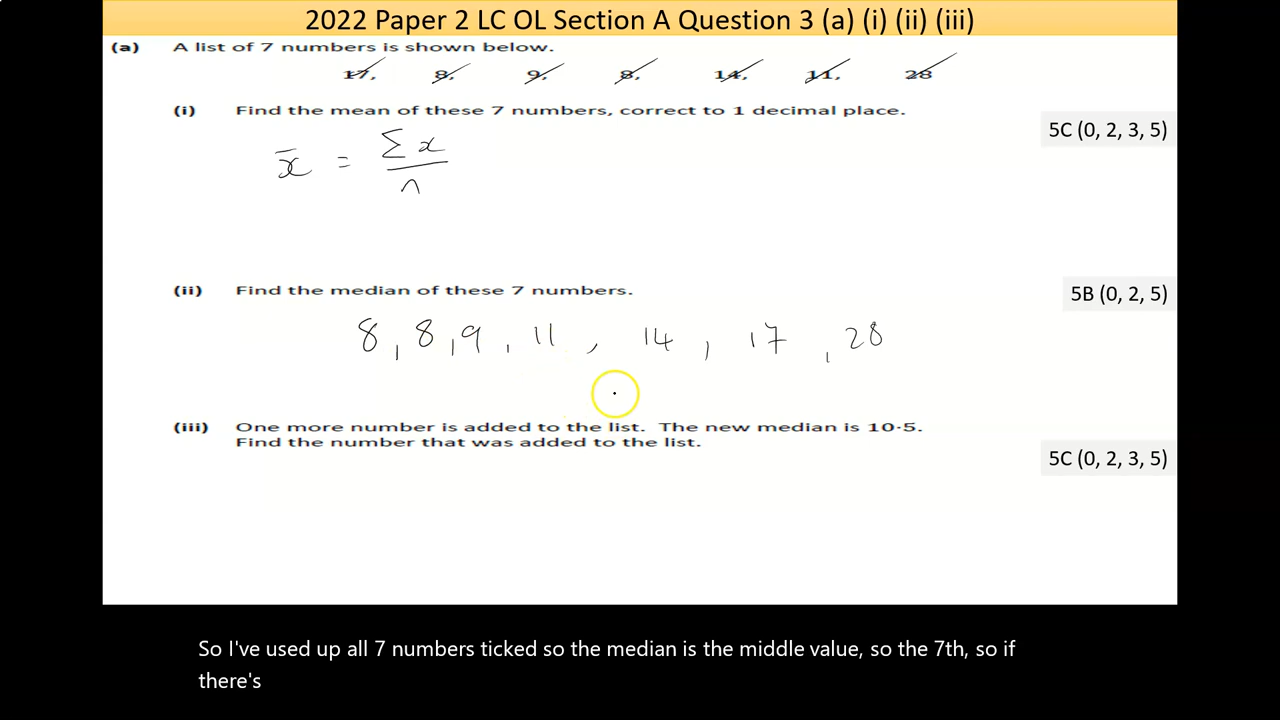 2022 Paper 2 LC OL Section A Question 3 (a) (i) (ii) (iii)
(a) A list of 7 numbers is shown below.
17, 8, 9, 8, 14, 11, 28
(i) Find the mean of these 7 numbers, correct to 1 decimal place.
5C (0, 2, 3, 5)
x̄ = Σx / n
(ii) Find the median of these 7 numbers.
5B (0, 2, 5)
8, 8, 9, 11, 14, 17, 28
(iii) One more number is added to the list. The new median is 10·5.
Find the number that was added to the list.
5C (0, 2, 3, 5)
So I've used up all 7 numbers ticked so the median is the middle value, so the 7th, so if
there's